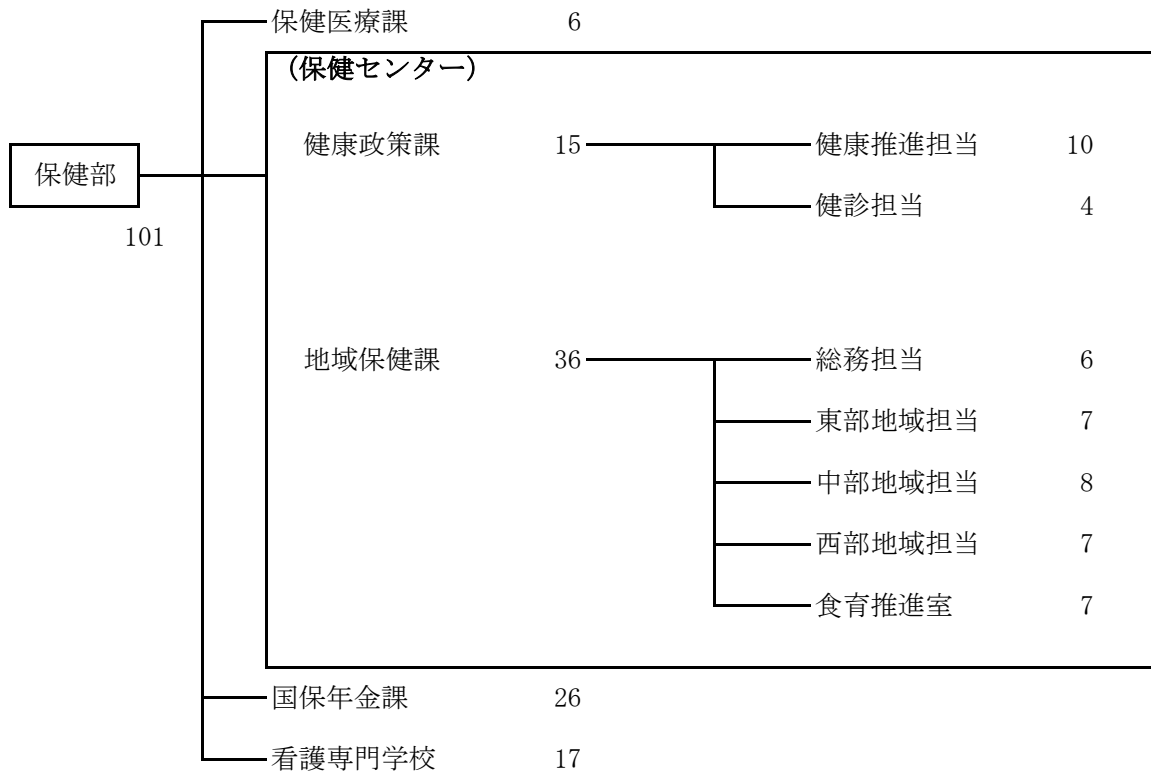 保健医療課 6
（保健センター）
健康政策課 15 健康推進担当 10
保健部
健診担当 4
101
地域保健課 36 総務担当 6
東部地域担当 7
中部地域担当 8
西部地域担当 7
食育推進室 7
国保年金課 26
看護専門学校 17